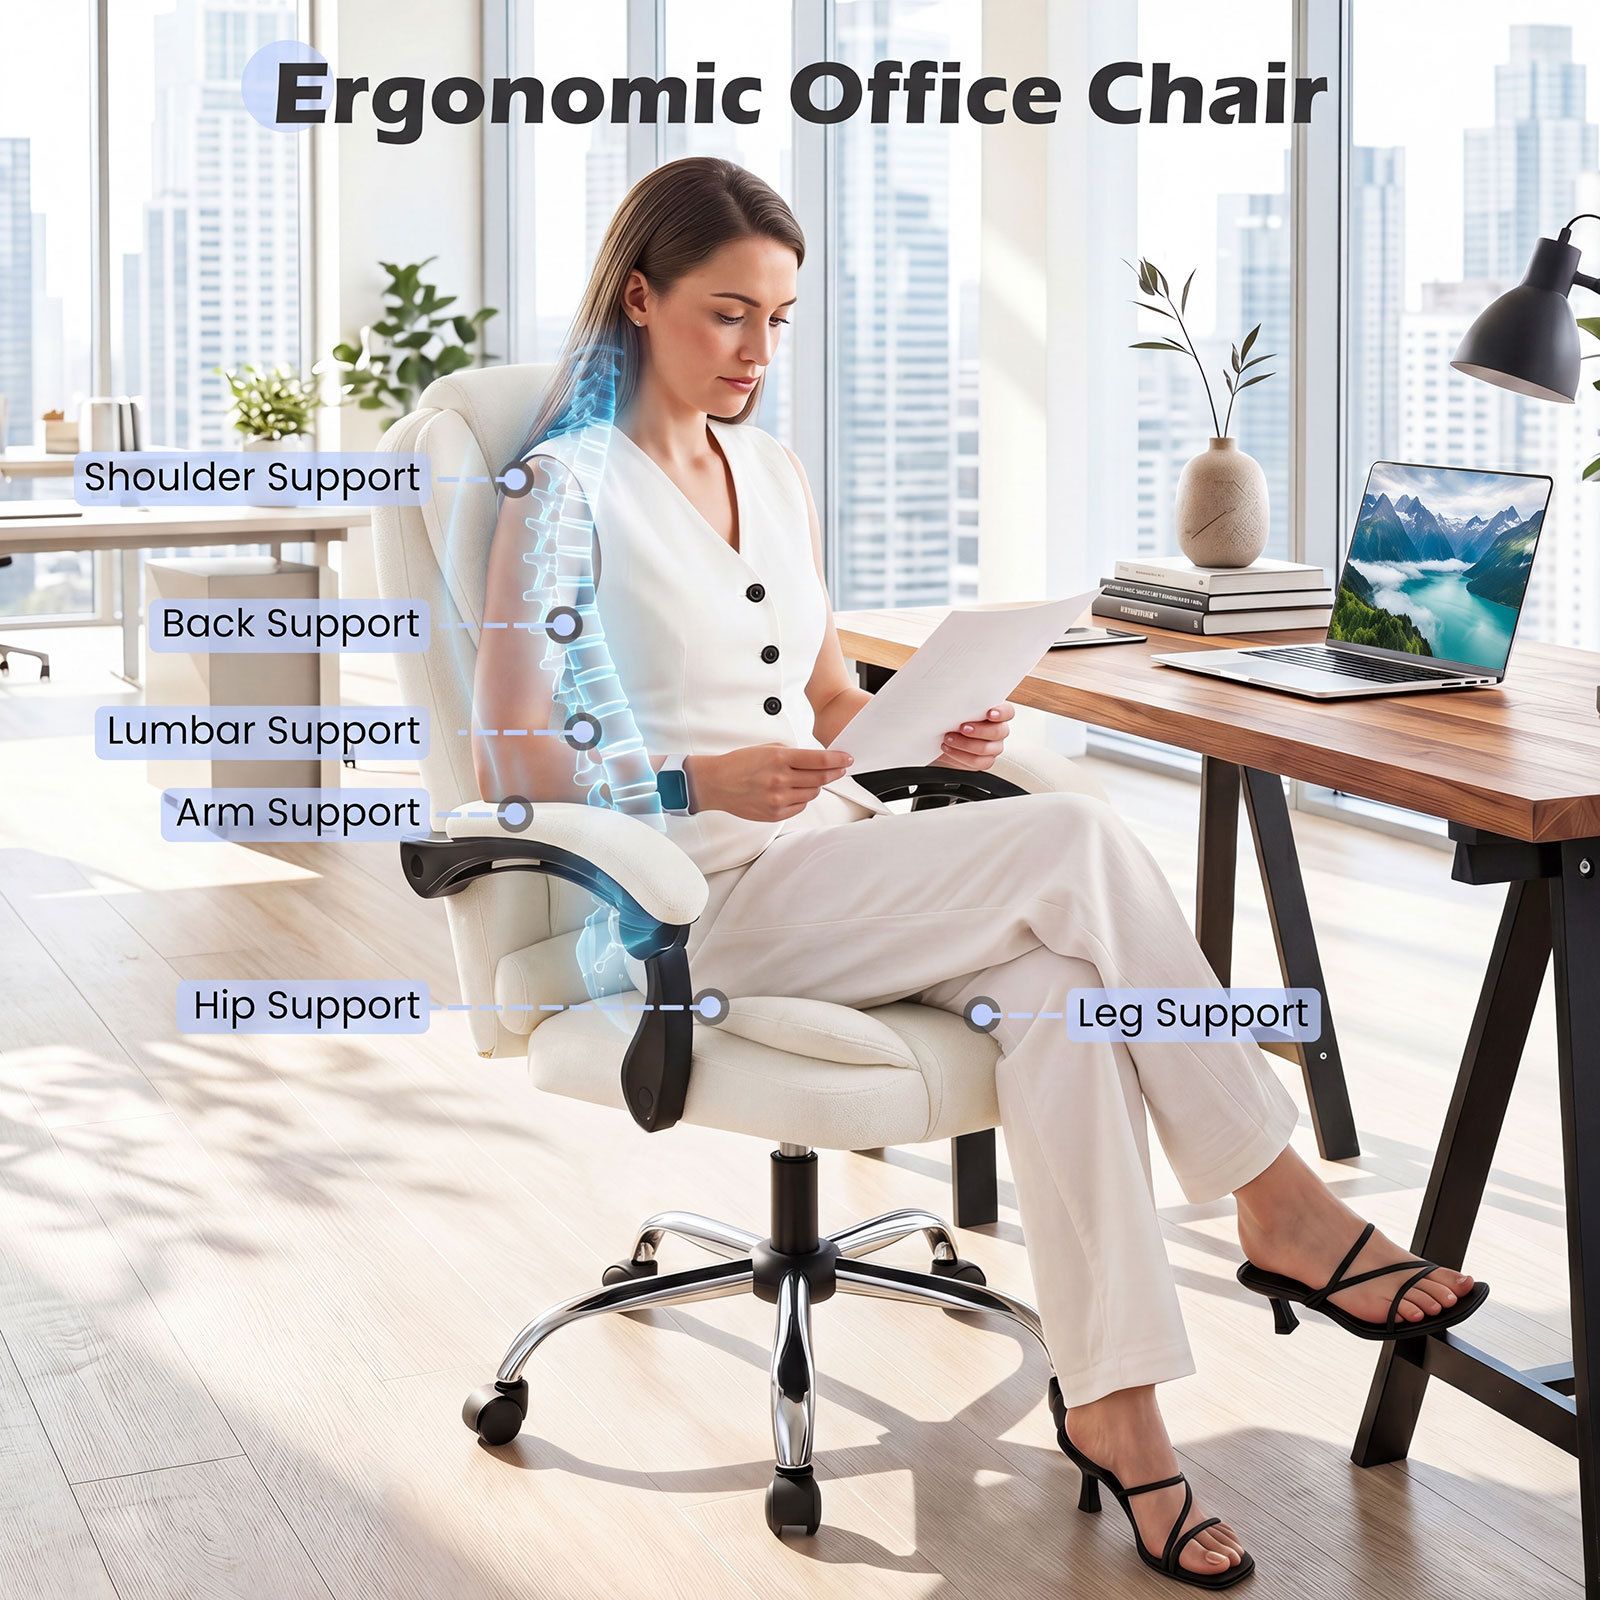 Ergonomic Office Chair
Shoulder Support
Back Support
Lumbar Support
Arm Support
Hip Support
Leg Support